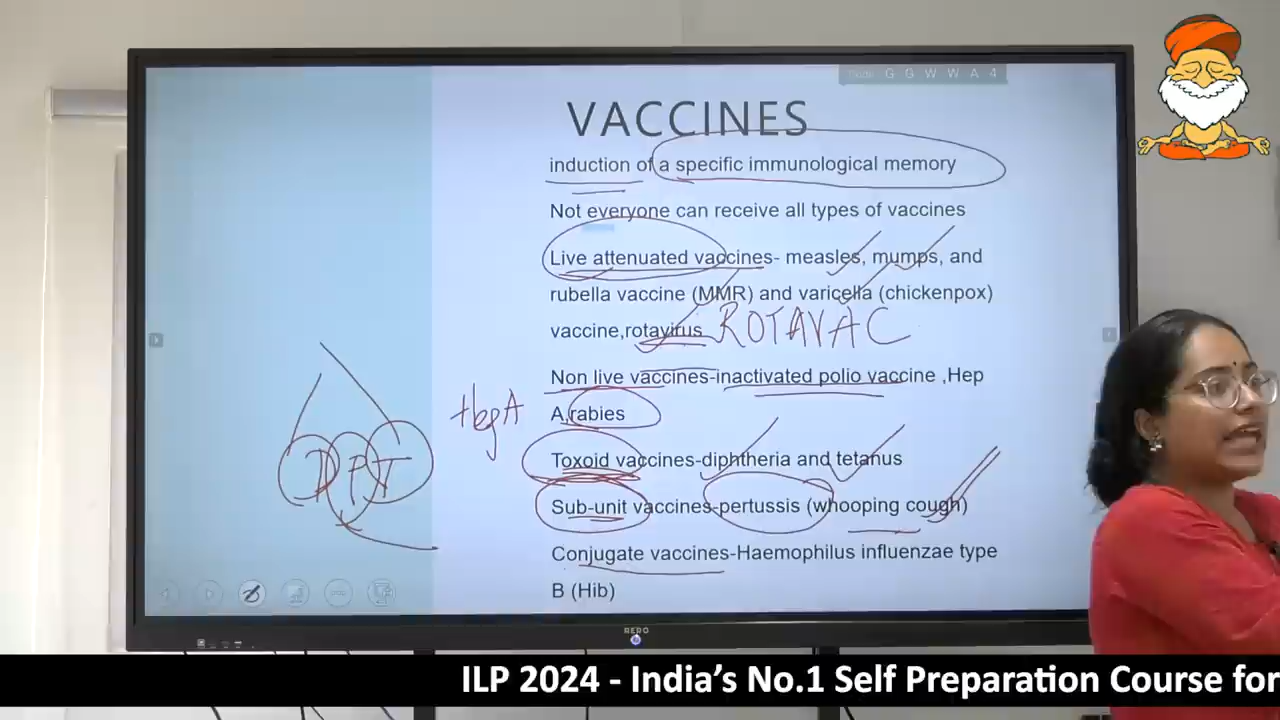 Code G G W W A 4
VACCINES
induction of a specific immunological memory
Not everyone can receive all types of vaccines
Live attenuated vaccines- measles, mumps, and
rubella vaccine (MMR) and varicella (chickenpox)
vaccine,rotavirus ROTAVAC
Non live vaccines-inactivated polio vaccine ,Hep
A,rabies
Toxoid vaccines-diphtheria and tetanus
Sub-unit vaccines-pertussis (whooping cough)
Conjugate vaccines-Haemophilus influenzae type
B (Hib)
DPT
ILP 2024 - India's No.1 Self Preparation Course for